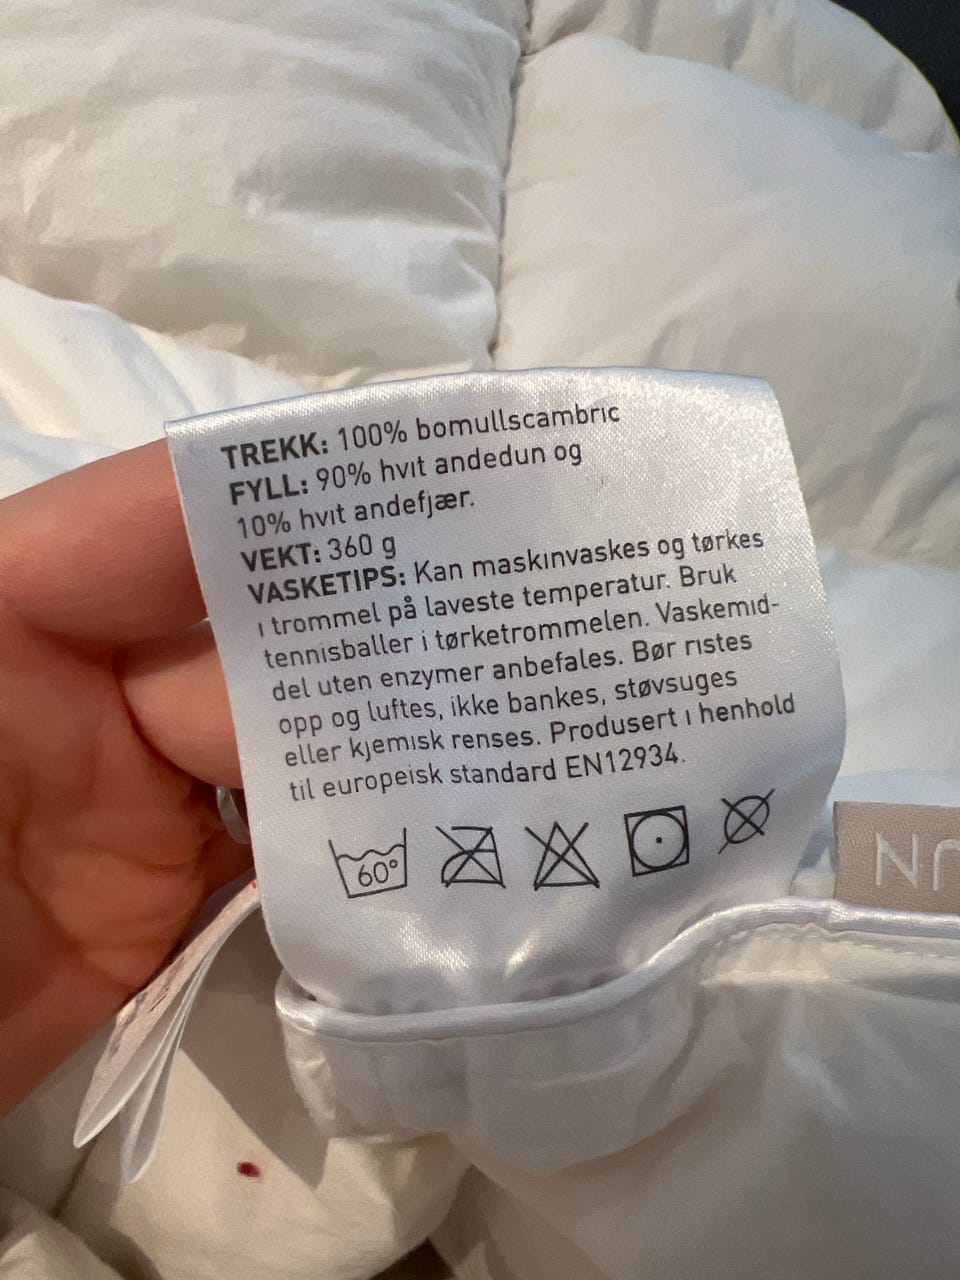 TREKK: 100% bomullscambric
FYLL: 90% hvit andedun og
10% hvit andefjær.
VEKT: 360 g
VASKETIPS: Kan maskinvaskes og tørkes
i trommel på laveste temperatur. Bruk
tennisballer i tørketrommelen. Vaskemid-
del uten enzymer anbefales. Bør ristes
opp og luftes, ikke bankes, støvsuges
eller kjemisk renses. Produsert i henhold
til europeisk standard EN12934.
60°